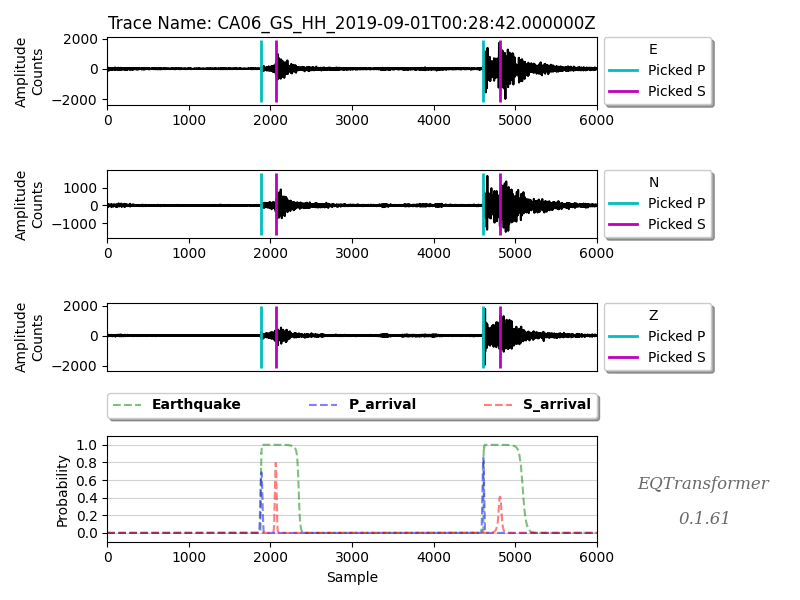 Trace Name: CA06_GS_HH_2019-09-01T00:28:42.000000Z
Amplitude
Counts
2000
0
−2000
0 1000 2000 3000 4000 5000 6000
E
Picked P
Picked S
Amplitude
Counts
1000
0
−1000
0 1000 2000 3000 4000 5000 6000
N
Picked P
Picked S
Amplitude
Counts
2000
0
−2000
0 1000 2000 3000 4000 5000 6000
Z
Picked P
Picked S
Earthquake P_arrival S_arrival
Probability
1.0
0.8
0.6
0.4
0.2
0.0
0 1000 2000 3000 4000 5000 6000
Sample
EQTransformer
0.1.61